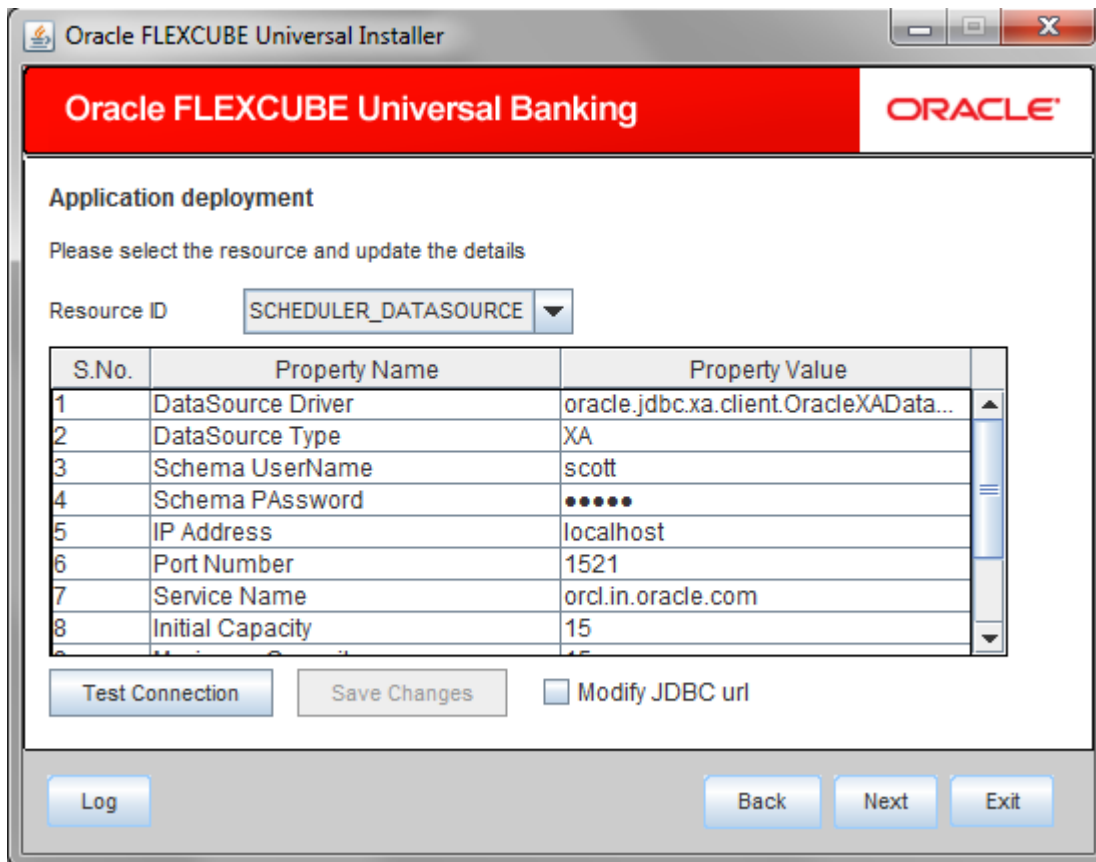 Oracle FLEXCUBE Universal Installer
Oracle FLEXCUBE Universal Banking ORACLE
Application deployment
Please select the resource and update the details
Resource ID SCHEDULER_DATASOURCE
S.No. Property Name Property Value
1 DataSource Driver oracle.jdbc.xa.client.OracleXAData...
2 DataSource Type XA
3 Schema UserName scott
4 Schema PAssword •••••
5 IP Address localhost
6 Port Number 1521
7 Service Name orcl.in.oracle.com
8 Initial Capacity 15
Test Connection Save Changes Modify JDBC url
Log Back Next Exit